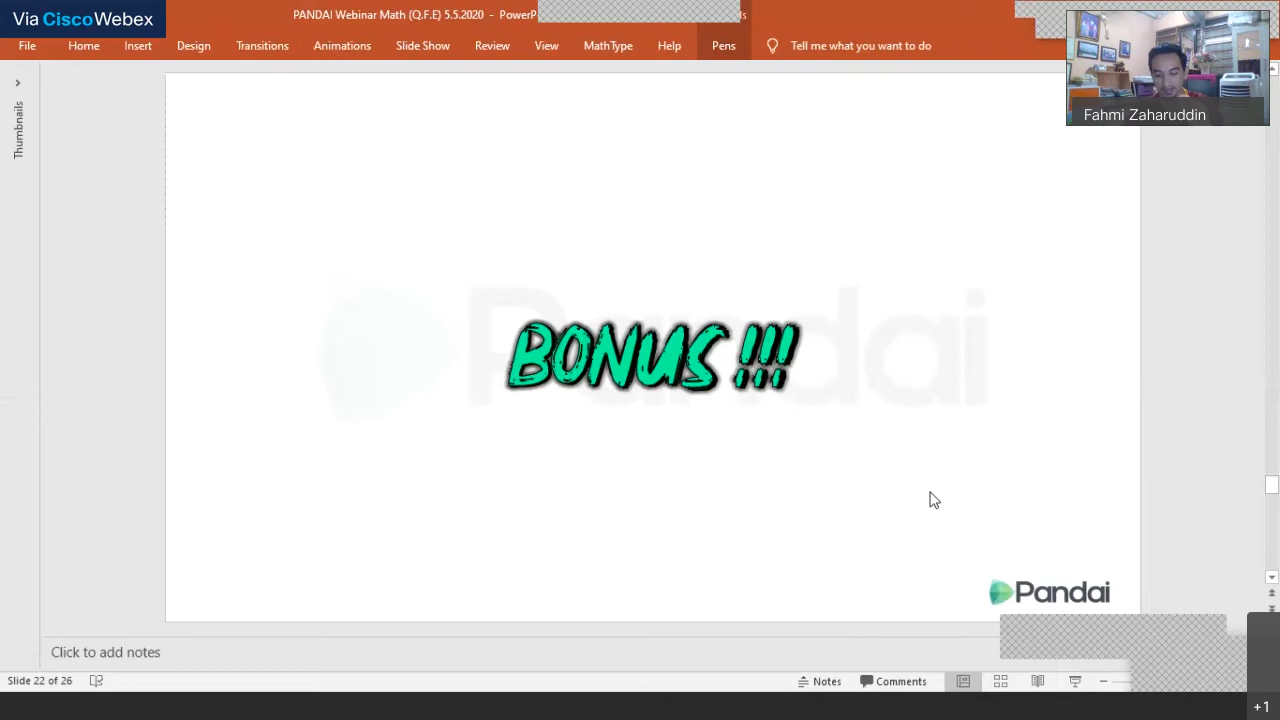 Via CiscoWebex
PANDAI Webinar Math (Q.F.E) 5.5.2020 - PowerP
File Home Insert Design Transitions Animations Slide Show Review View MathType Help Pens Tell me what you want to do
Fahmi Zaharuddin
Thumbnails
Pandai
BONUS !!!
Pandai
Click to add notes
Slide 22 of 26
Notes Comments
+1